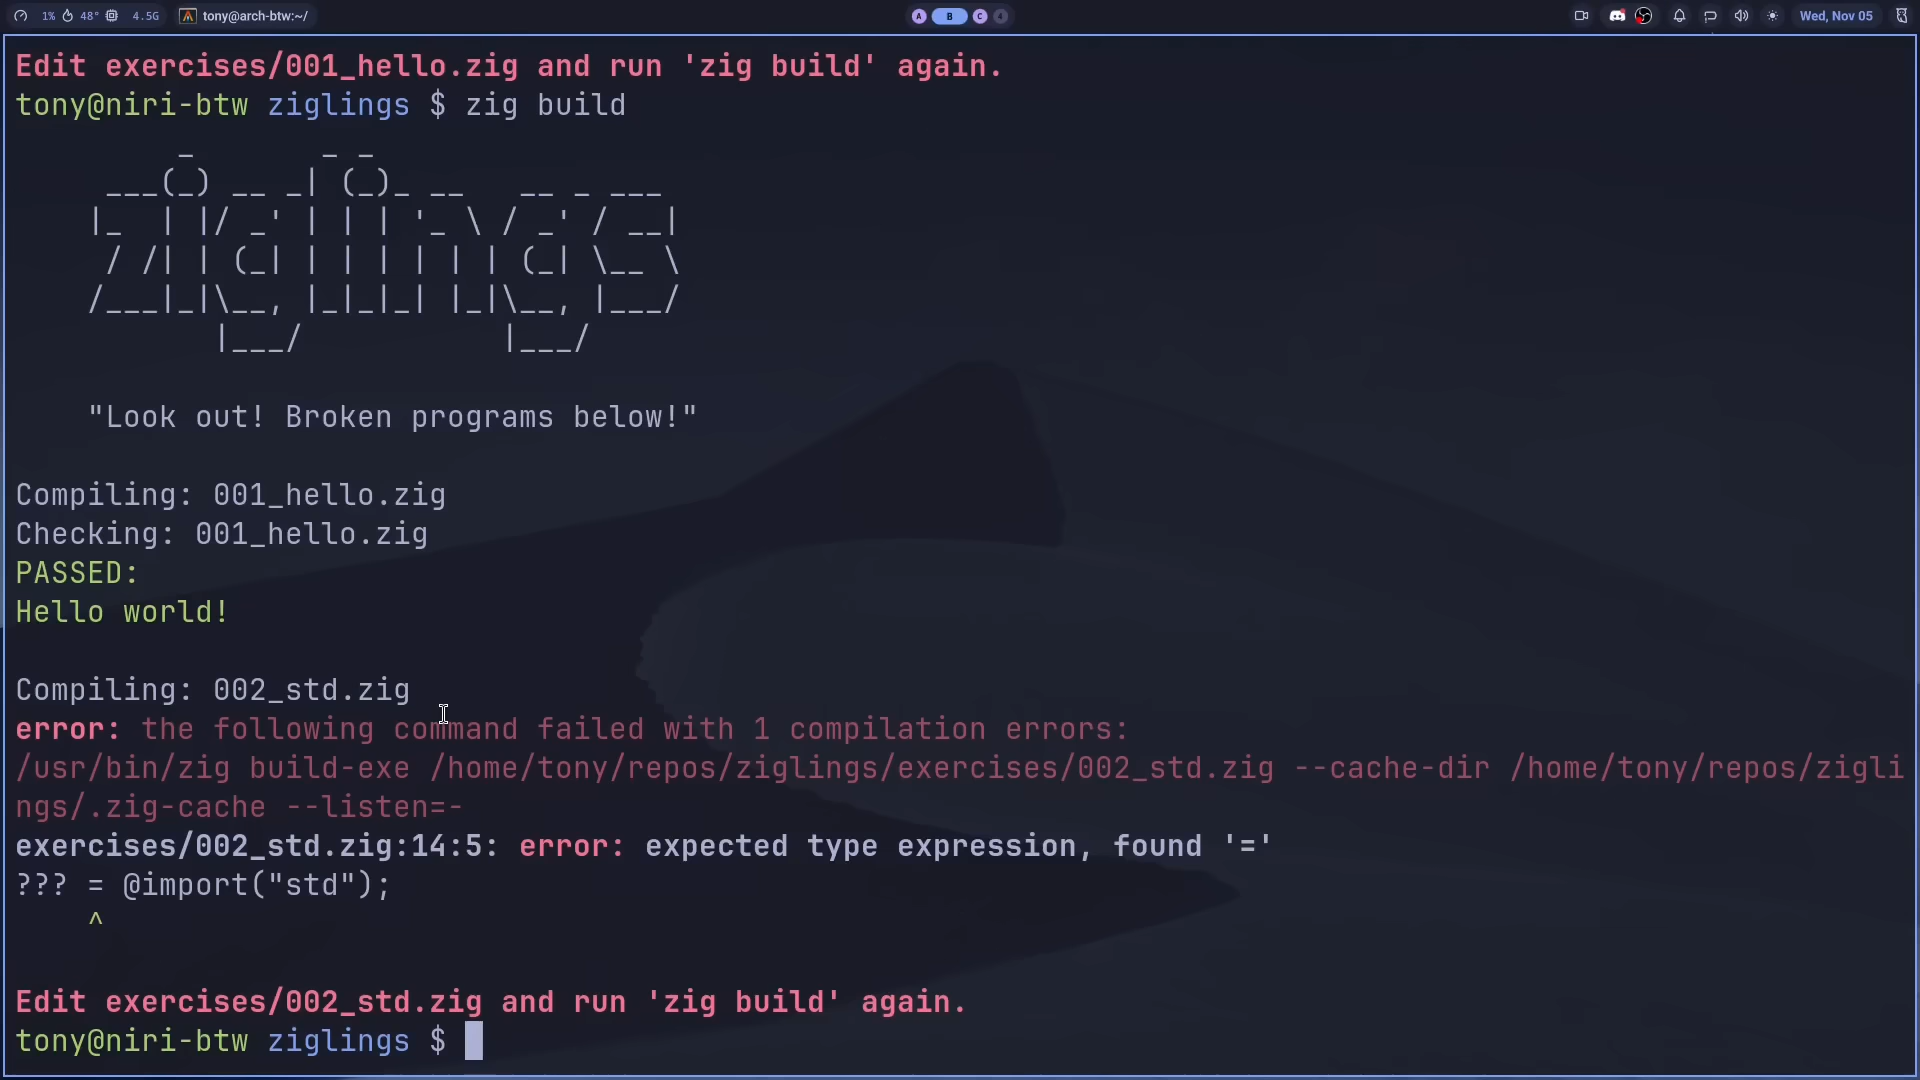 1% 48° 4.5G tony@arch-btw:~/ A B C 4 Wed, Nov 05
Edit exercises/001_hello.zig and run 'zig build' again.
tony@niri-btw ziglings $ zig build
         _       _ _
     ___(_) __ _| (_)_ __   __ _ ___
    |_  | |/ _' | | | '_ \ / _' / __|
     / /| | (_| | | | | | | (_| \__ \
    /___|_|\__, |_|_|_| |_|\__, |___/
           |___/           |___/
"Look out! Broken programs below!"
Compiling: 001_hello.zig
Checking: 001_hello.zig
PASSED:
Hello world!
Compiling: 002_std.zig
error: the following command failed with 1 compilation errors:
/usr/bin/zig build-exe /home/tony/repos/ziglings/exercises/002_std.zig --cache-dir /home/tony/repos/zigli
ngs/.zig-cache --listen=-
exercises/002_std.zig:14:5: error: expected type expression, found '='
??? = @import("std");
    ^
Edit exercises/002_std.zig and run 'zig build' again.
tony@niri-btw ziglings $